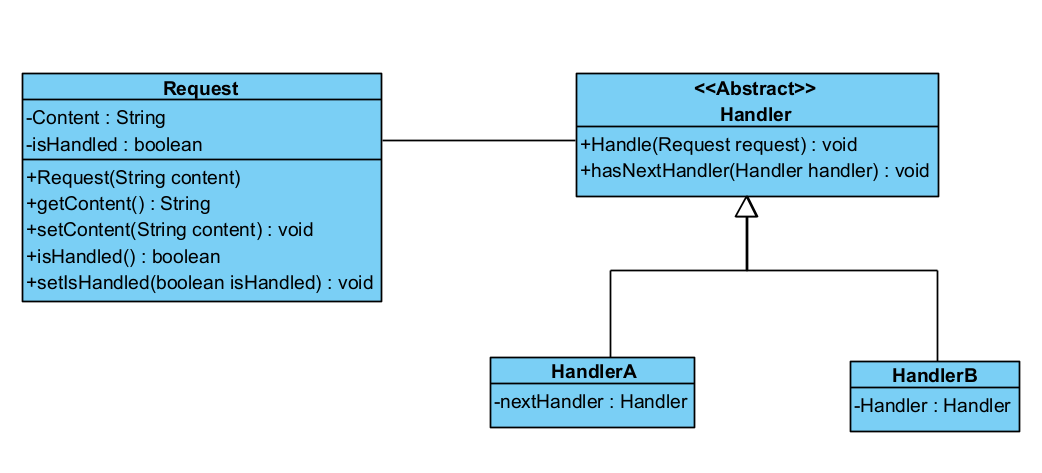 Request
-Content : String
-isHandled : boolean
+Request(String content)
+getContent() : String
+setContent(String content) : void
+isHandled() : boolean
+setIsHandled(boolean isHandled) : void
<<Abstract>>
Handler
+Handle(Request request) : void
+hasNextHandler(Handler handler) : void
HandlerA
-nextHandler : Handler
HandlerB
-Handler : Handler